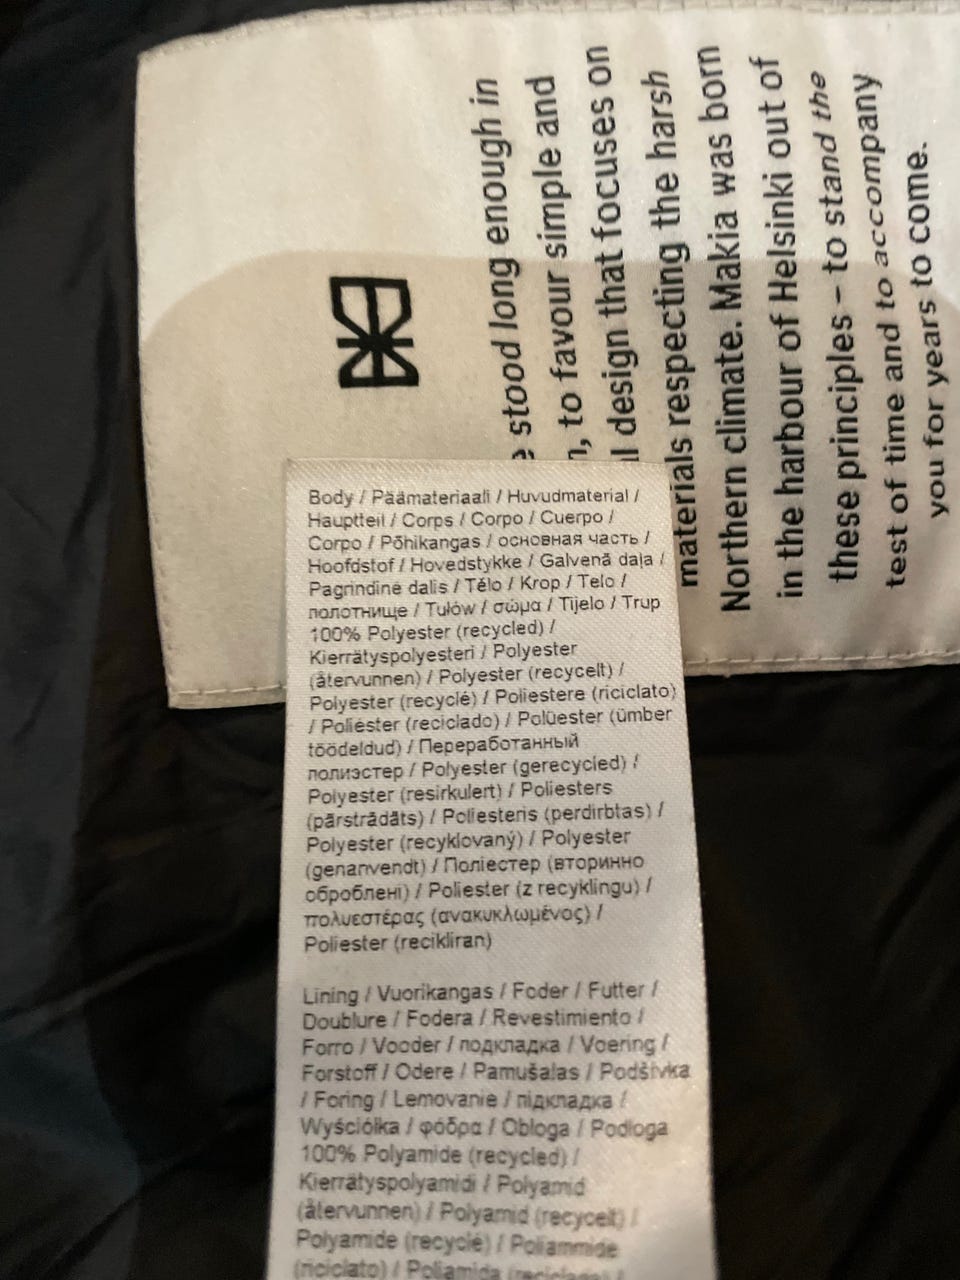 stood long enough in
, to favour simple and
design that focuses on
materials respecting the harsh
Northern climate. Makia was born
in the harbour of Helsinki out of
these principles – to stand the
test of time and to accompany
you for years to come.
Body / Päämateriaali / Huvudmaterial /
Hauptteil / Corps / Corpo / Cuerpo /
Corpo / Põhikangas / основная часть /
Hoofdstof / Hovedstykke / Galvenā daļa /
Pagrindinė dalis / Tělo / Krop / Telo /
полотнище / Tułów / σώμα / Tijelo / Trup
100% Polyester (recycled) /
Kierrätyspolyesteri / Polyester
(återvunnen) / Polyester (recycelt) /
Polyester (recyclé) / Poliestere (riciclato)
/ Poliéster (reciclado) / Polüester (ümber
töödeldud) / Переработанный
полиэстер / Polyester (gerecycled) /
Polyester (resirkulert) / Poliesters
(pārstrādāts) / Poliesteris (perdirbtas) /
Polyester (recyklovaný) / Polyester
(genanvendt) / Поліестер (вторинно
оброблені) / Poliester (z recyklingu) /
πολυεστέρας (ανακυκλωμένος) /
Poliester (recikliran)
Lining / Vuorikangas / Foder / Futter /
Doublure / Fodera / Revestimiento /
Forro / Vooder / подкладка / Voering /
Forstoff / Odere / Pamušalas / Podšívka
/ Foring / Lemovanie / підкладка /
Wyściółka / φόδρα / Obloga / Podloga
100% Polyamide (recycled) /
Kierrätyspolyamidi / Polyamid
(återvunnen) / Polyamid (recycelt) /
Polyamide (recyclé) / Poliammide
(riciclato) / Poliamida (reciclada) /